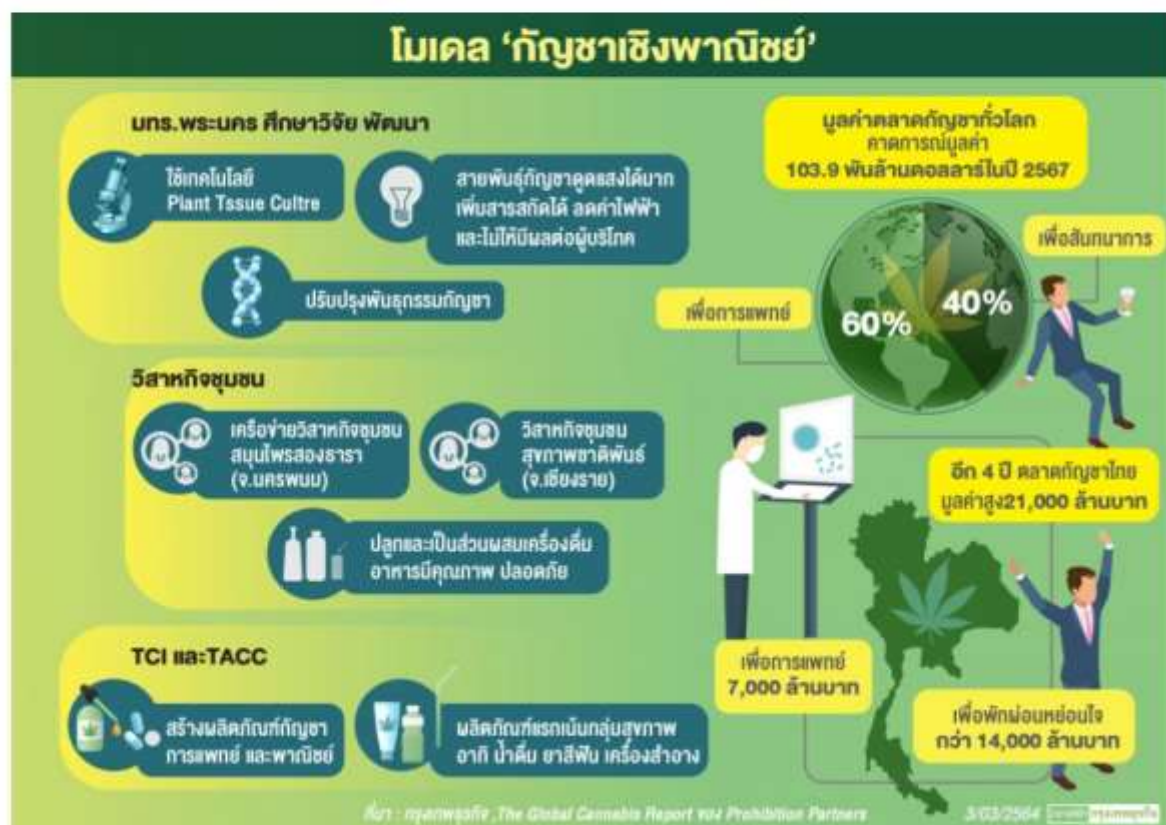 โมเดล ‘กัญชาเชิงพาณิชย์’
มทร.พระนคร ศึกษาวิจัย พัฒนา
ใช้เทคโนโลยี
Plant Tssue Cultre
สายพันธุ์กัญชาดูดแสงได้มาก
เพิ่มสารสกัดได้ ลดค่าไฟฟ้า
และไม่ให้มีผลต่อผู้บริโภค
ปรับปรุงพันธุกรรมกัญชา
วิสาหกิจชุมชน
เครือข่ายวิสาหกิจชุมชน
สมุนไพรสองธารา
(จ.นครพนม)
วิสาหกิจชุมชน
สุขภาพชาติพันธ์
(จ.เชียงราย)
ปลูกและเป็นส่วนผสมเครื่องดื่ม
อาหารมีคุณภาพ ปลอดภัย
TCI และTACC
สร้างผลิตภัณฑ์กัญชา
การแพทย์ และพาณิชย์
ผลิตภัณฑ์แรกเน้นกลุ่มสุขภาพ
อาทิ น้ำดื่ม ยาสีฟัน เครื่องสำอาง
มูลค่าตลาดกัญชาทั่วโลก
คาดการณ์มูลค่า
103.9 พันล้านดอลลาร์ในปี 2567
เพื่อสันทนาการ
40%
เพื่อการแพทย์
60%
อีก 4 ปี ตลาดกัญชาไทย
มูลค่าสูง21,000 ล้านบาท
เพื่อการแพทย์
7,000 ล้านบาท
เพื่อพักผ่อนหย่อนใจ
กว่า 14,000 ล้านบาท
ที่มา : กรุงเทพธุรกิจ ,The Global Cannabis Report ของ Prohibition Partners
3/03/2564 กรุงเทพธุรกิจ